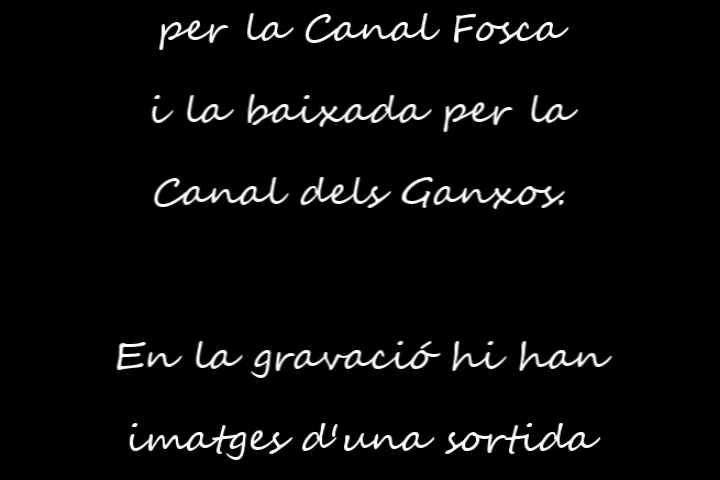 per la Canal Fosca
i la baixada per la
Canal dels Ganxos.
En la gravació hi han
imatges d'una sortida